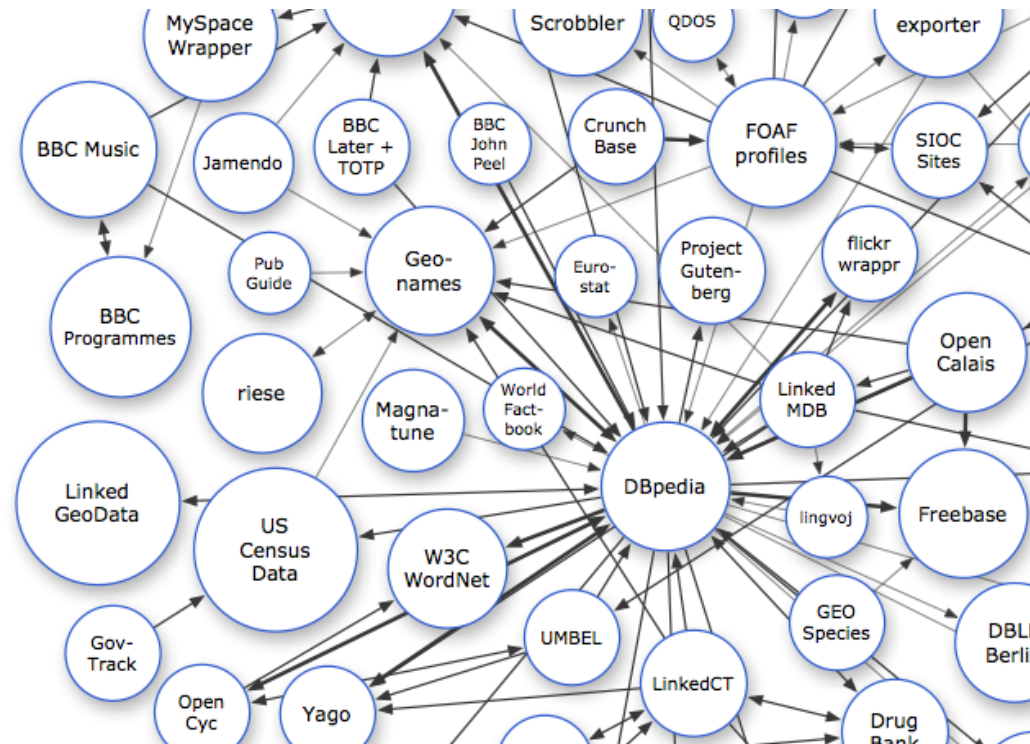 MySpace
Wrapper
Scrobbler
QDOS
exporter
BBC Music
Jamendo
BBC
Later +
TOTP
BBC
John
Peel
Crunch
Base
FOAF
profiles
SIOC
Sites
Pub
Guide
Geo-
names
Euro-
stat
Project
Guten-
berg
flickr
wrappr
BBC
Programmes
riese
Magna-
tune
World
Fact-
book
Linked
MDB
Open
Calais
Linked
GeoData
US
Census
Data
W3C
WordNet
DBpedia
lingvoj
Freebase
Gov-
Track
Open
Cyc
Yago
UMBEL
LinkedCT
GEO
Species
Drug
Bank
Berli